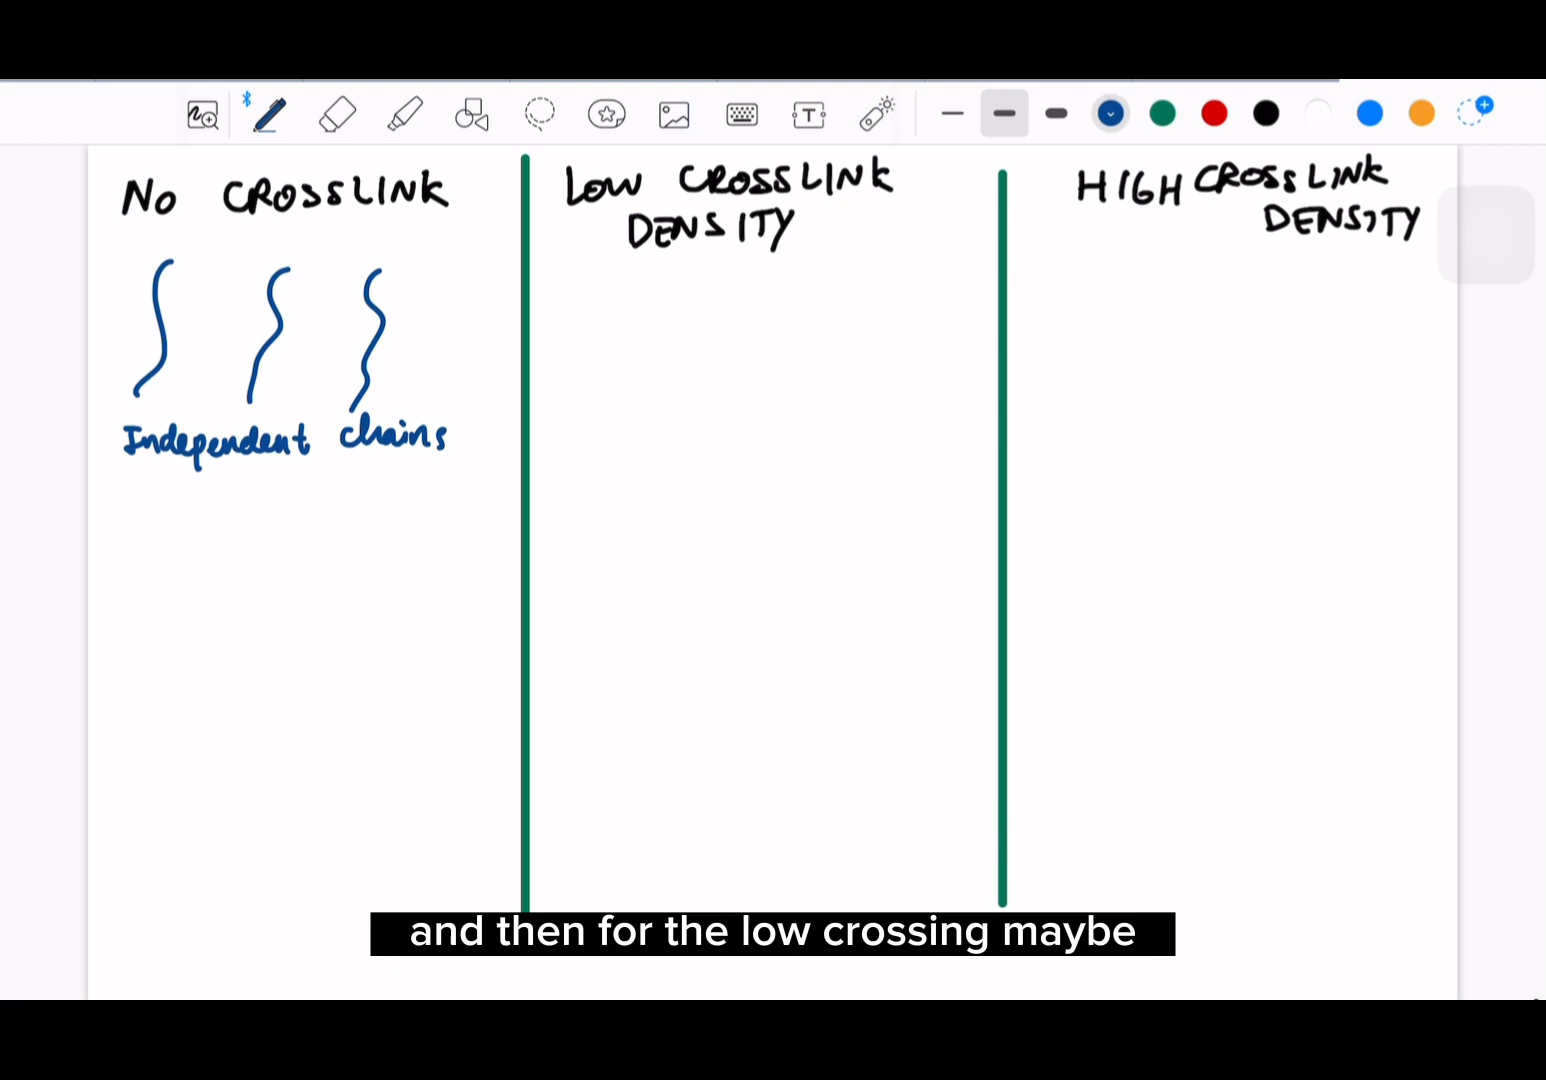 No CROSSLINK
LOW CROSSLINK
DENSITY
HIGH CROSSLINK
DENSITY
Independent chains
and then for the low crossing maybe